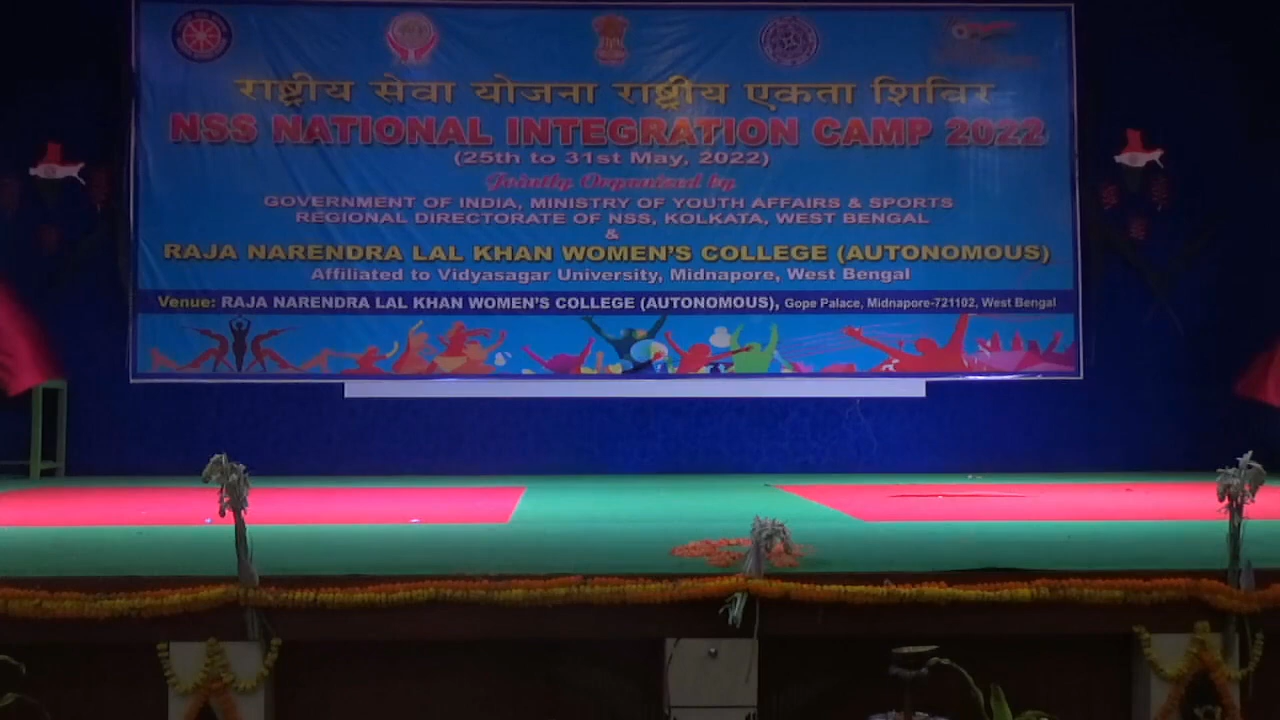 राष्ट्रीय सेवा योजना राष्ट्रीय एकता शिविर
NSS NATIONAL INTEGRATION CAMP 2022
(25th to 31st May, 2022)
Jointly Organized by
GOVERNMENT OF INDIA, MINISTRY OF YOUTH AFFAIRS & SPORTS
REGIONAL DIRECTORATE OF NSS, KOLKATA, WEST BENGAL
&
RAJA NARENDRA LAL KHAN WOMEN'S COLLEGE (AUTONOMOUS)
Affiliated to Vidyasagar University, Midnapore, West Bengal
Venue: RAJA NARENDRA LAL KHAN WOMEN'S COLLEGE (AUTONOMOUS), Gope Palace, Midnapore-721102, West Bengal